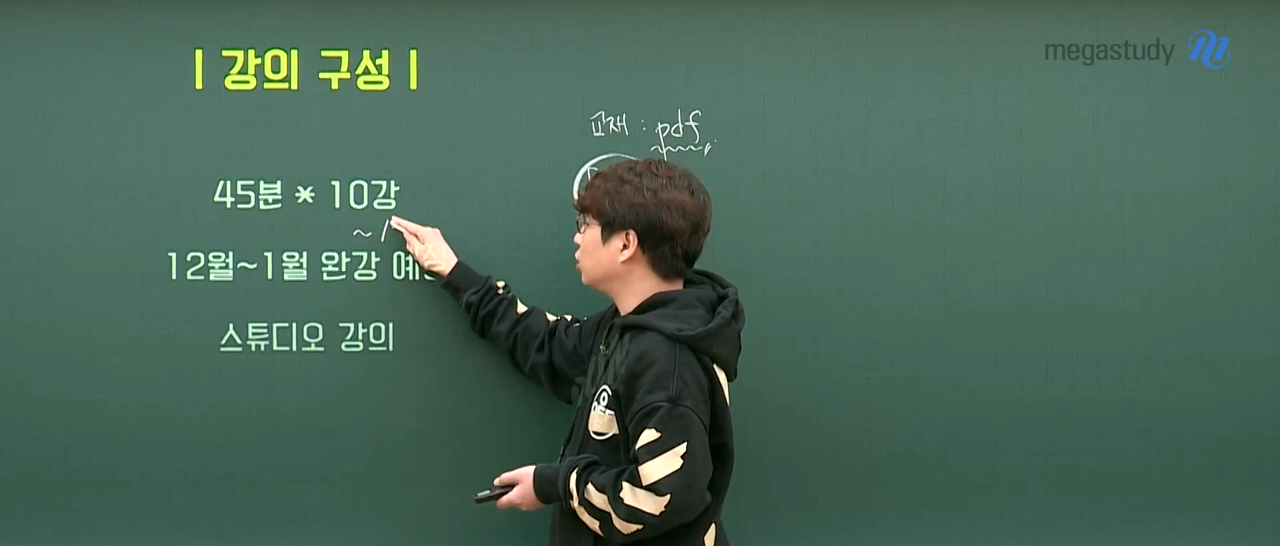 megastudy
| 강의 구성 |
교재 : pdf
45분 * 10강
12월~1월 완강
스튜디오 강의